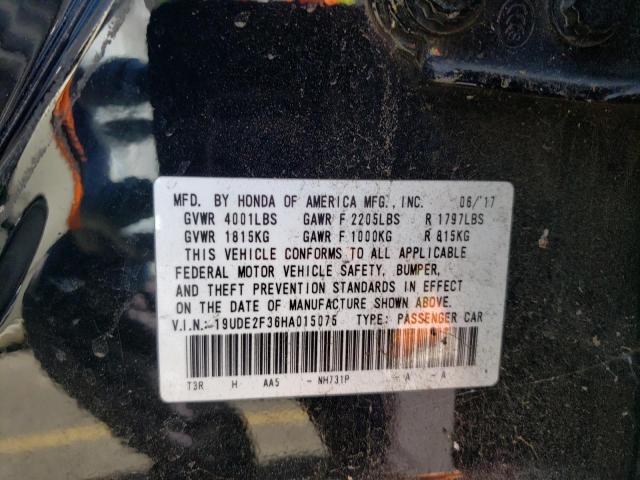 MFD. BY HONDA OF AMERICA MFG., INC. 06/'17
GVWR 4001LBS GAWR F 2205LBS R 1797LBS
GVWR 1815KG GAWR F 1000KG R 815KG
THIS VEHICLE CONFORMS TO ALL APPLICABLE
FEDERAL MOTOR VEHICLE SAFETY, BUMPER,
AND THEFT PREVENTION STANDARDS IN EFFECT
ON THE DATE OF MANUFACTURE SHOWN ABOVE.
V.I.N.: 19UDE2F36HA015075 TYPE: PASSENGER CAR
T3R H AA5 - NH731P - A - A